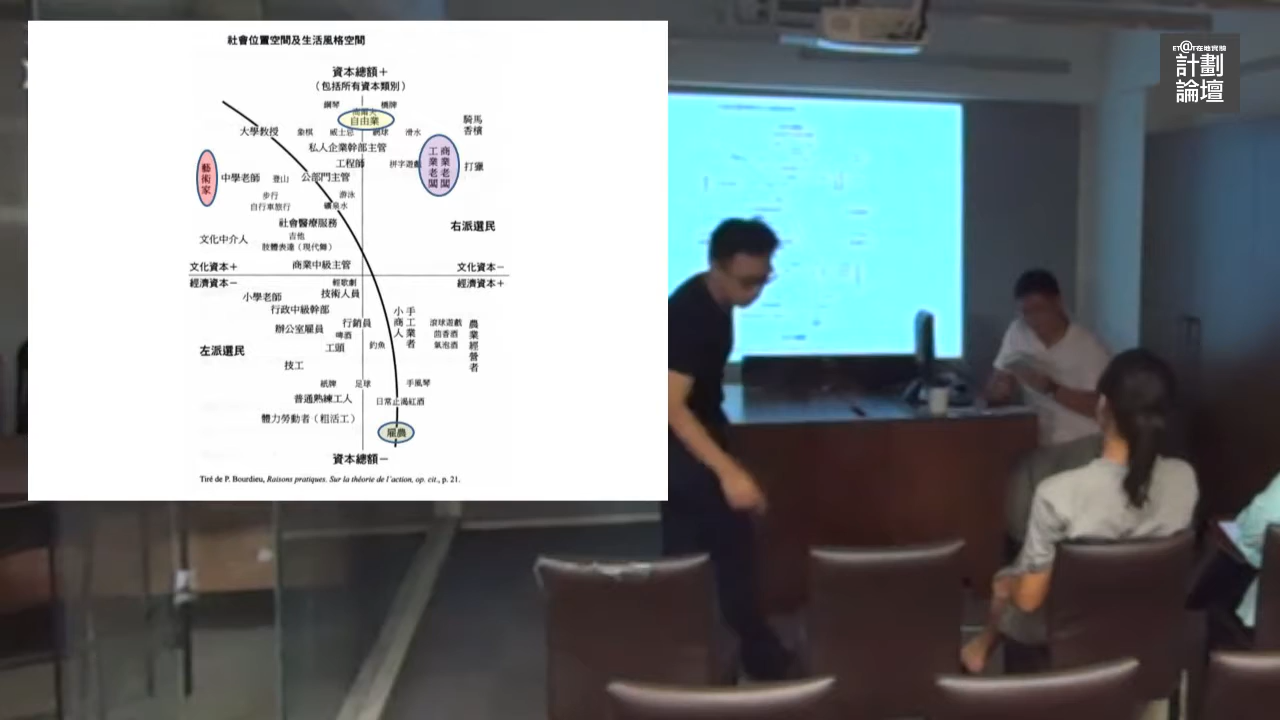 社會位置空間及生活風格空間
資本總額＋
（包括所有資本類別）
鋼琴 橋牌
自由業
騎馬
香檳
大學教授 象棋 威士忌 網球 滑水
私人企業幹部主管
工程師 拼字遊戲
工業老闆
商業老闆
打獵
藝術家
中學老師 登山 公部門主管
步行 游泳
自行車旅行 礦泉水
社會醫療服務
右派選民
文化中介人 吉他
肢體表達（現代舞）
商業中級主管
文化資本＋ 文化資本－
經濟資本－ 經濟資本＋
輕歌劇
小學老師 技術人員
行政中級幹部
小商人
手工業者
辦公室雇員 行銷員
滾球遊戲
茴香酒
氣泡酒
農業經營者
啤酒
左派選民 工頭 釣魚
技工
紙牌 足球 手風琴
普通熟練工人 日常止渴紅酒
體力勞動者（粗活工）
雇農
資本總額－
Tiré de P. Bourdieu, Raisons pratiques. Sur la théorie de l'action, op. cit., p. 21.
ET@T在地實驗
計劃
論壇